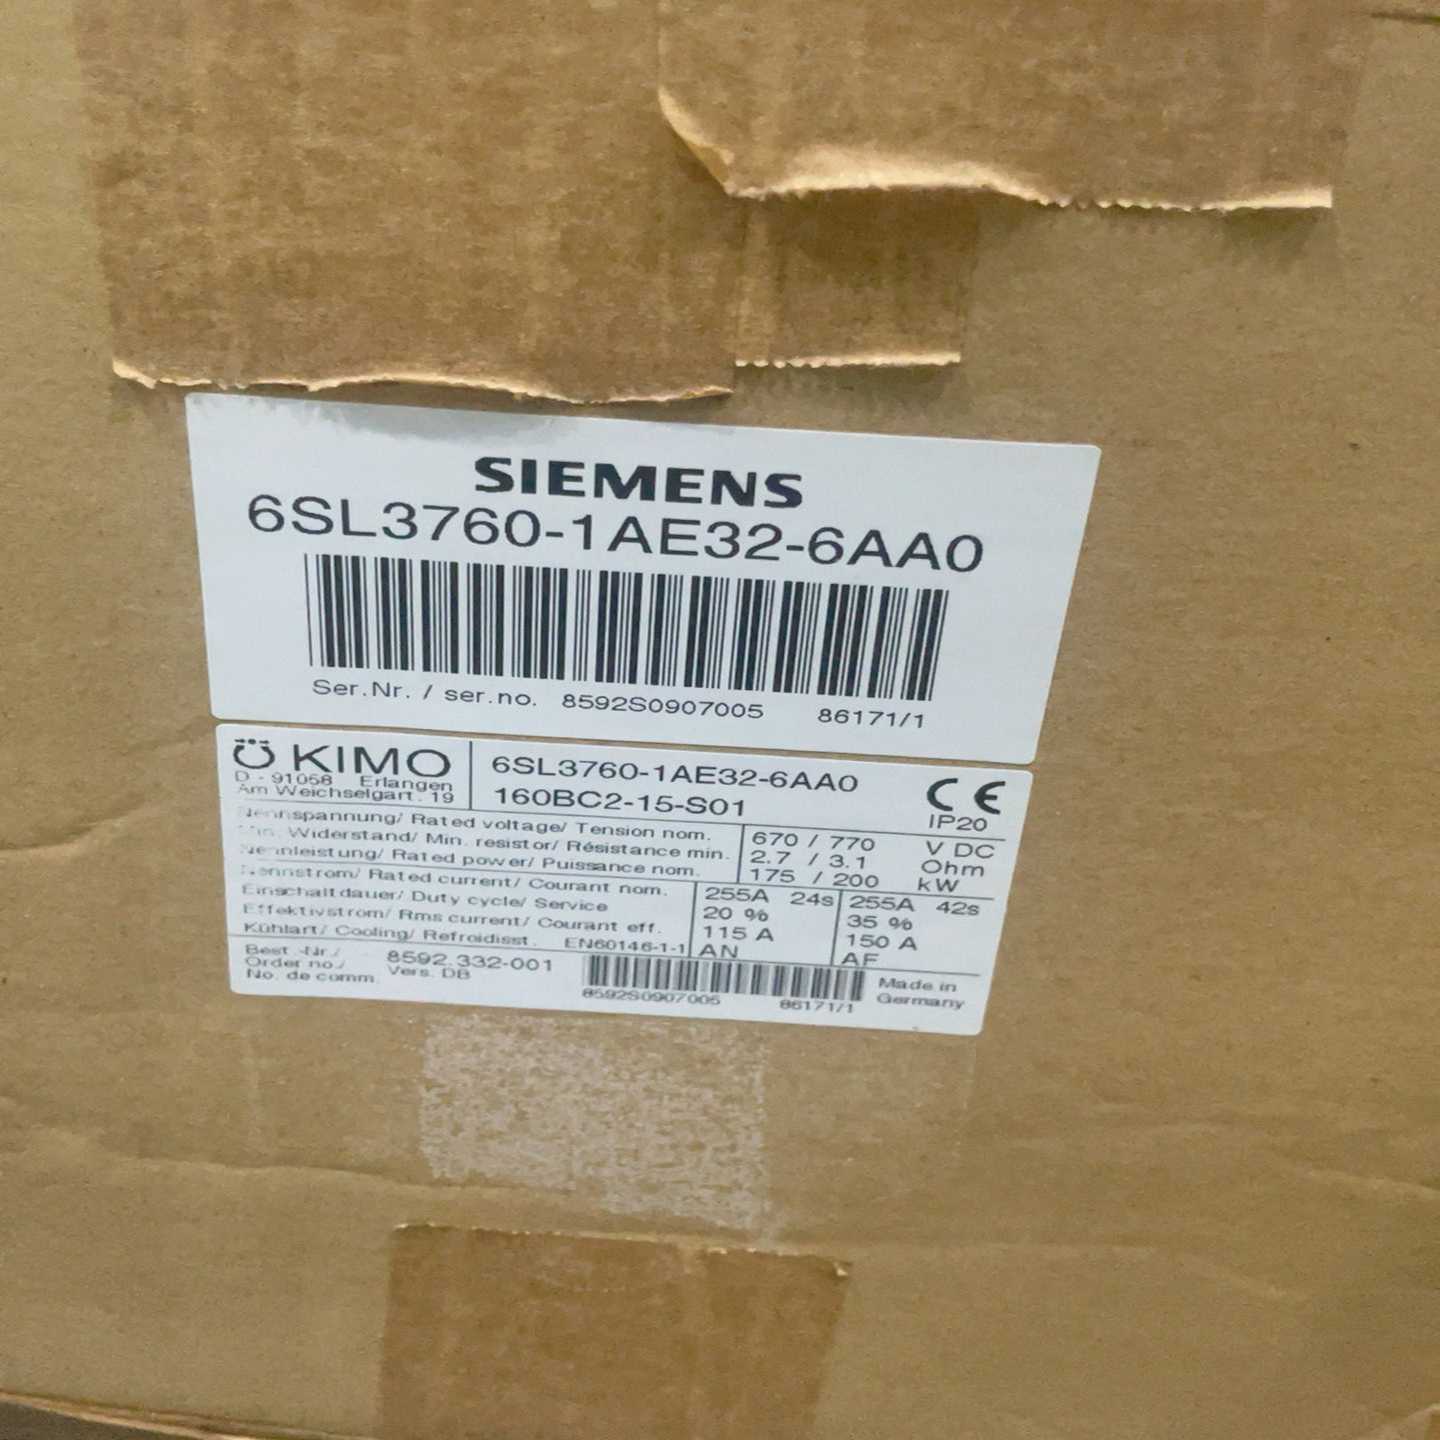 SIEMENS
6SL3760-1AE32-6AA0
Ser.Nr. / ser.no. 8592S0907005 86171/1
KIMO
D - 91058 Erlangen
Am Weichselgart. 19
6SL3760-1AE32-6AA0
160BC2-15-S01
CE
IP20
Nennspannung/ Rated voltage/ Tension nom. 670 / 770 V DC
Min. Widerstand/ Min. resistor/ Résistance min. 2.7 / 3.1 Ohm
Nennleistung/ Rated power/ Puissance nom. 175 / 200 kW
Nennstrom/ Rated current/ Courant nom. 255A 24s 255A 42s
Einschaltdauer/ Duty cycle/ Service 20 % 35 %
Effektivstrom/ Rms current/ Courant eff. 115 A 150 A
Kühlart/ Cooling/ Refroidisst. EN60146-1-1 AN AF
Best.-Nr./ 8592.332-001
Order no./ Vers. DB
No. de comm.
8592S0907005 86171/1
Made in
Germany